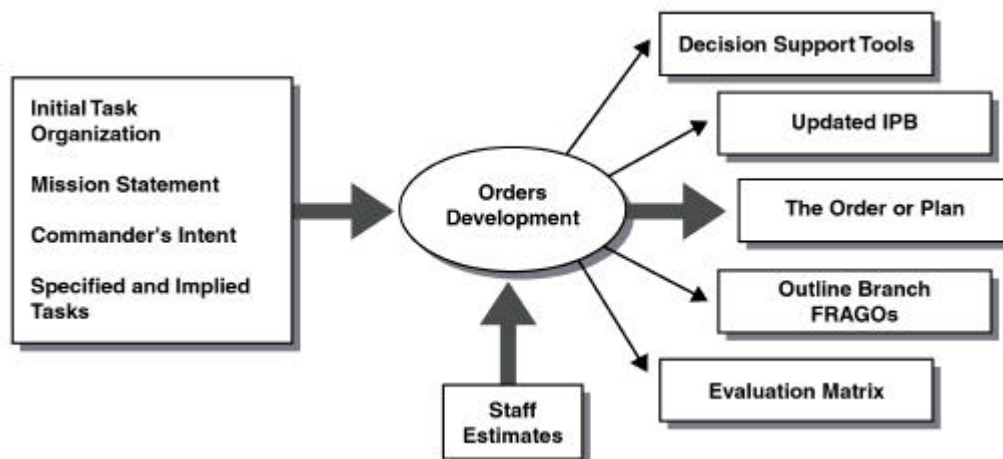 Initial Task
Organization
Mission Statement
Commander's Intent
Specified and Implied
Tasks
Orders
Development
Staff
Estimates
Decision Support Tools
Updated IPB
The Order or Plan
Outline Branch
FRAGOs
Evaluation Matrix